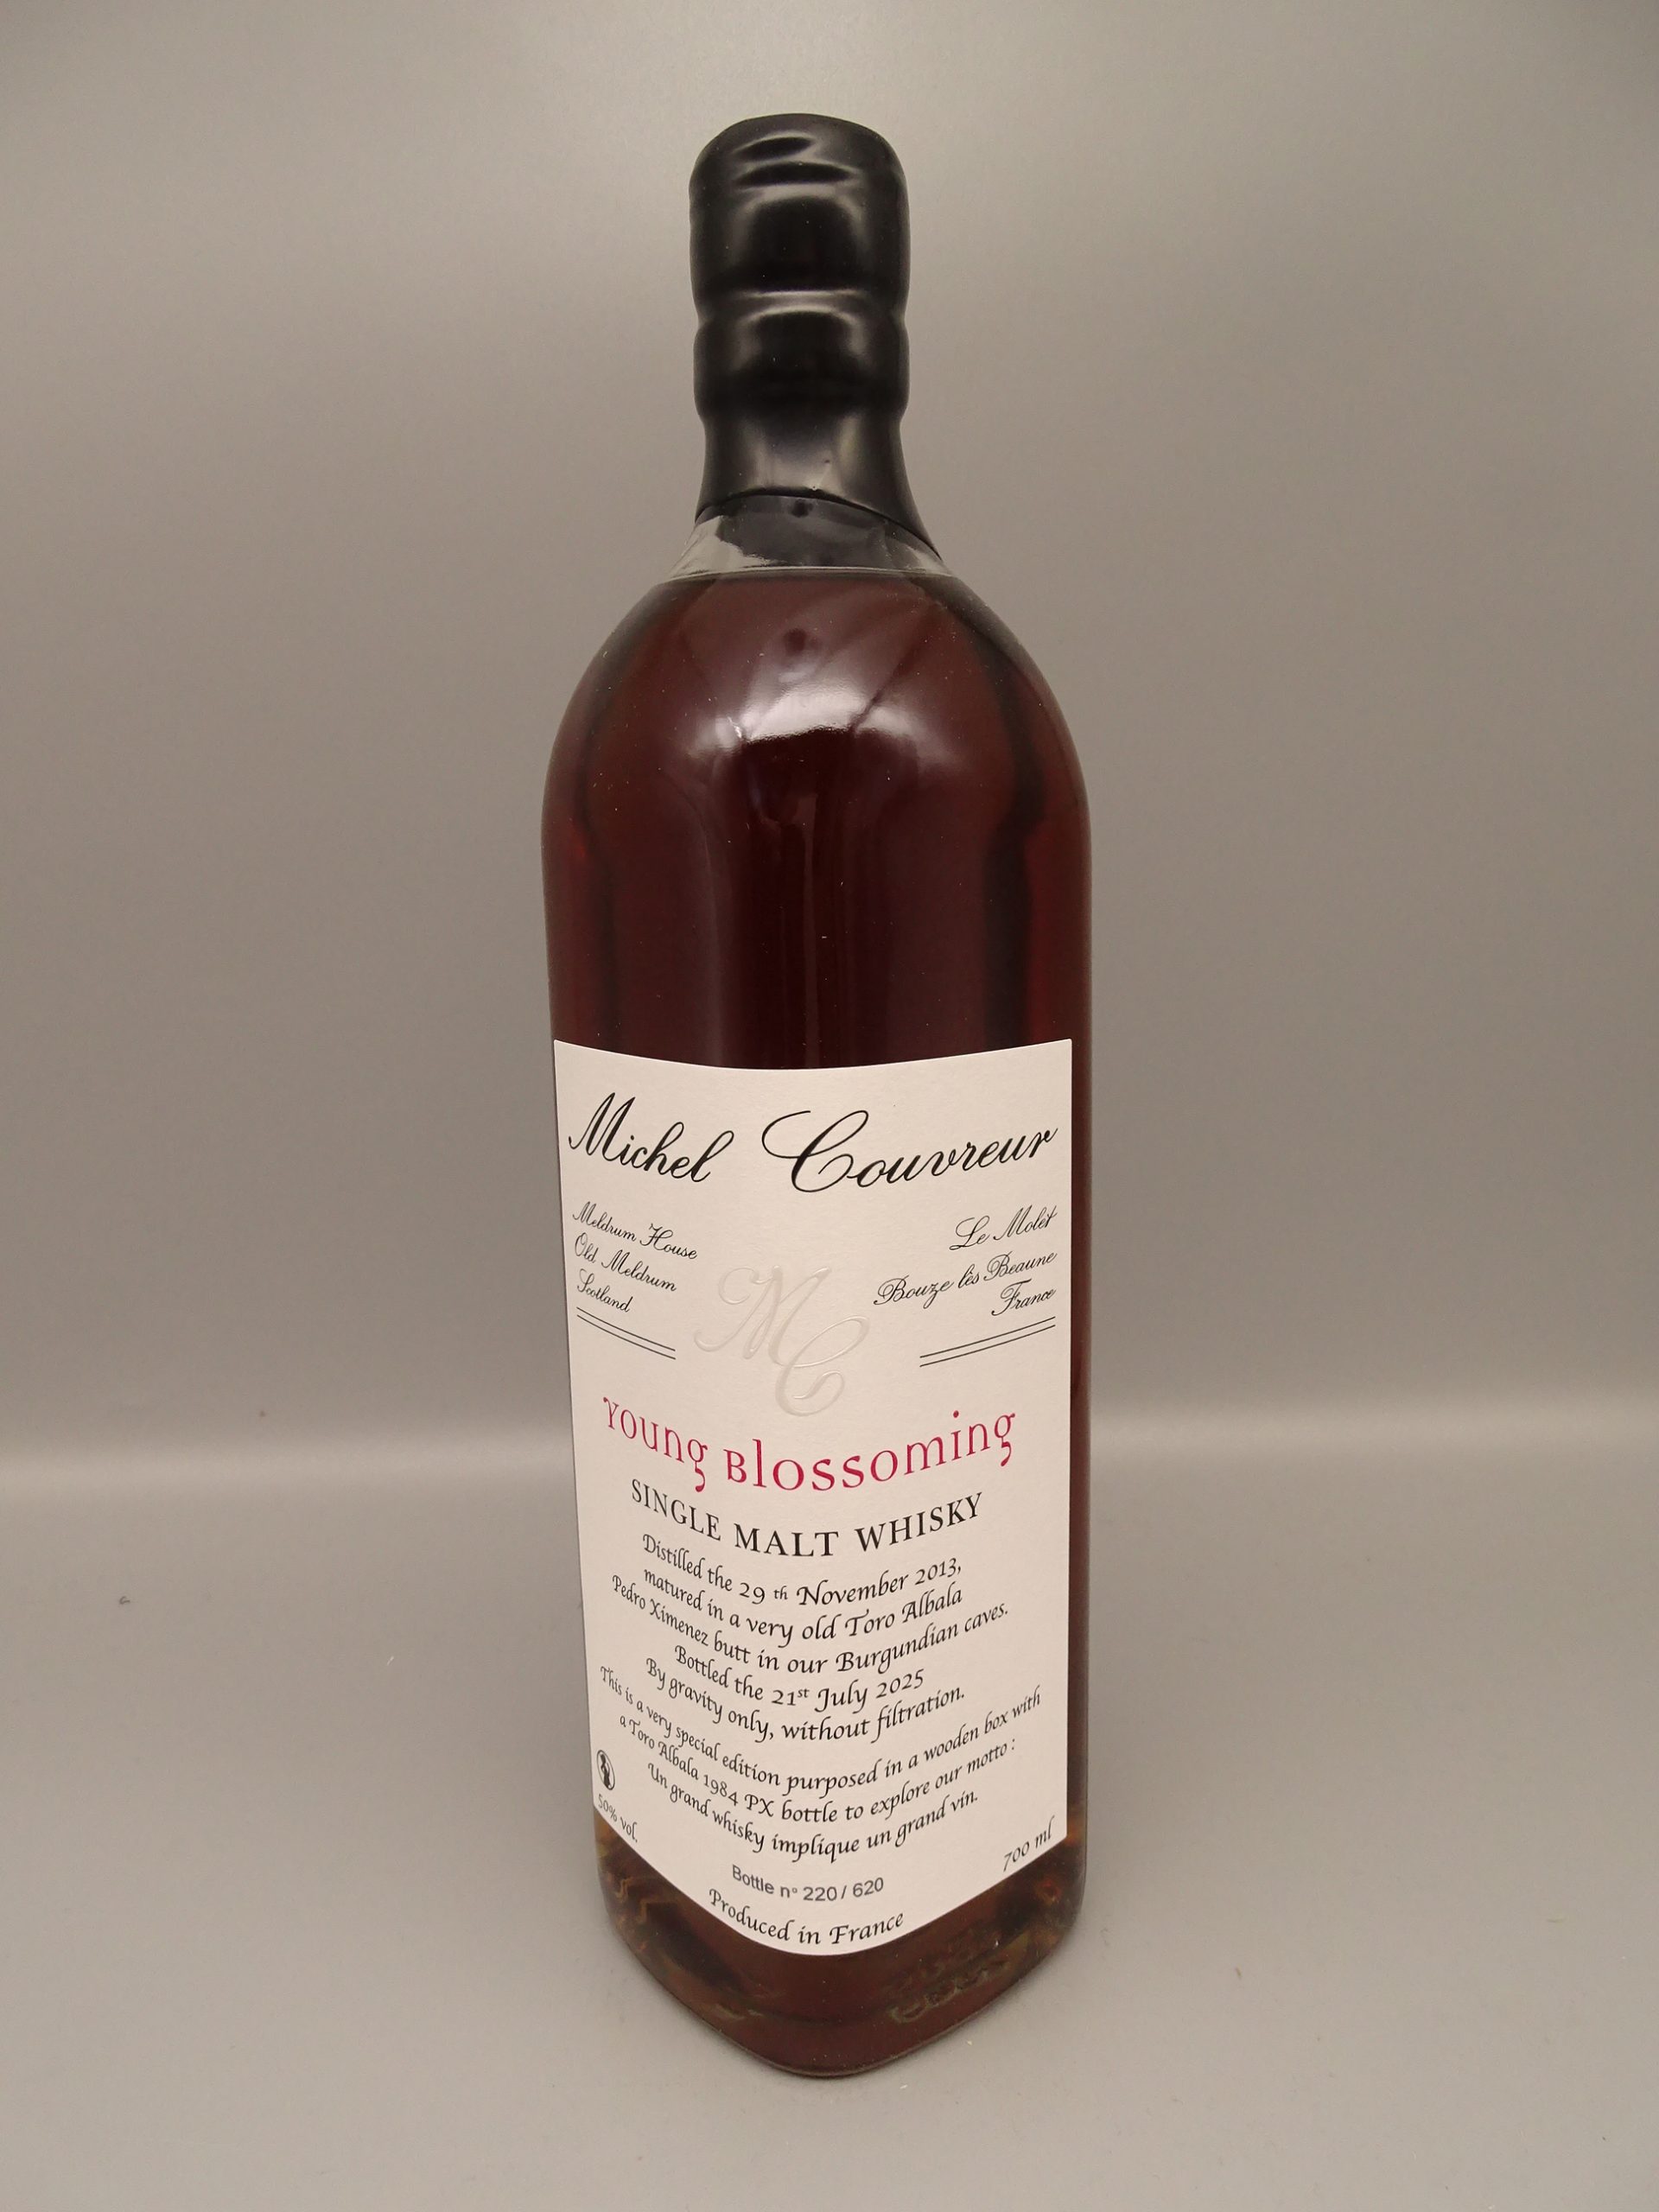 Michel Couvreur
Meldrum House
Old Meldrum
Scotland
Le Molet
Bouze lès Beaune
France
MC
Young Blossoming
SINGLE MALT WHISKY
Distilled the 29 th November 2013,
matured in a very old Toro Albala
Pedro Ximenez butt in our Burgundian caves.
Bottled the 21st July 2025
By gravity only, without filtration.
This is a very special edition purposed in a wooden box with
a Toro Albala 1984 PX bottle to explore our motto :
Un grand whisky implique un grand vin.
50% vol.
700 ml
Bottle n° 220 / 620
Produced in France